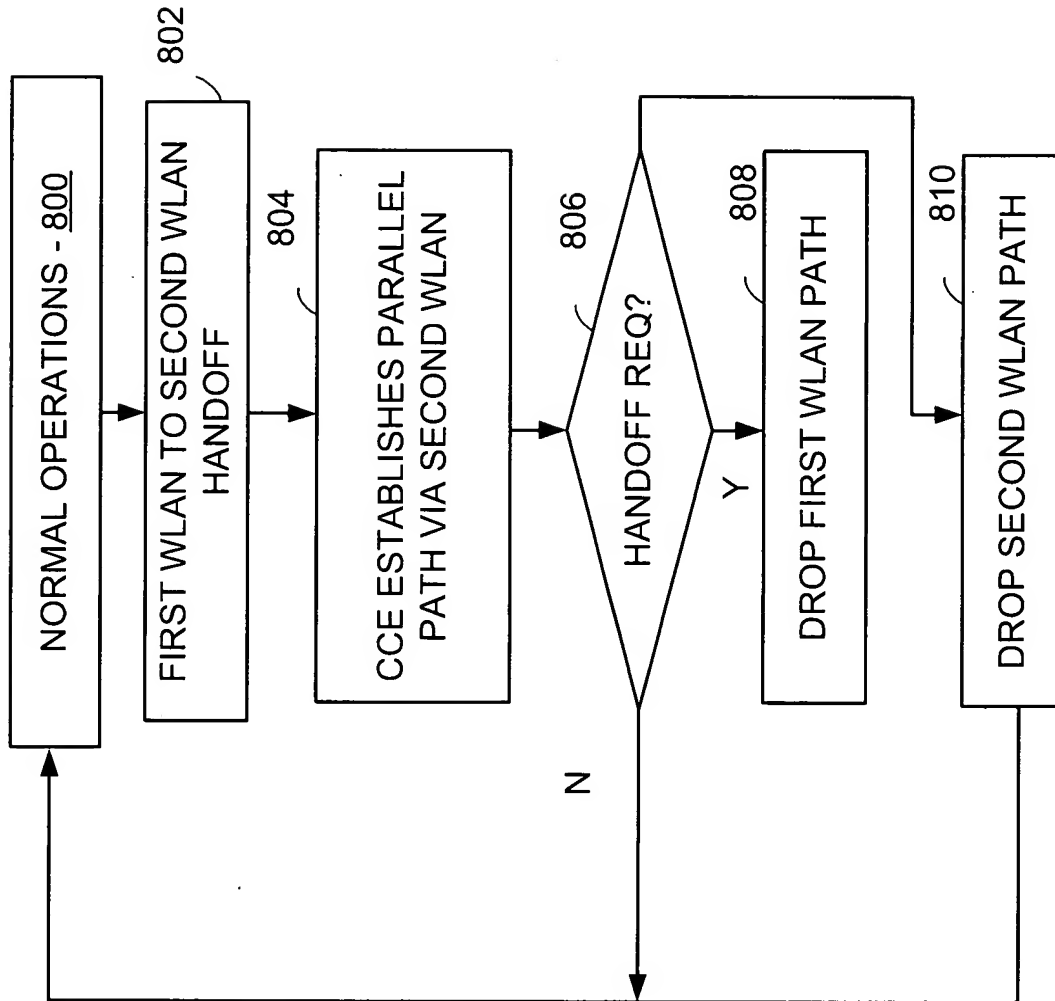 NORMAL OPERATIONS - 800
802
FIRST WLAN TO SECOND WLAN
HANDOFF
804
CCE ESTABLISHES PARALLEL
PATH VIA SECOND WLAN
806
HANDOFF REQ?
N
Y
808
DROP FIRST WLAN PATH
810
DROP SECOND WLAN PATH